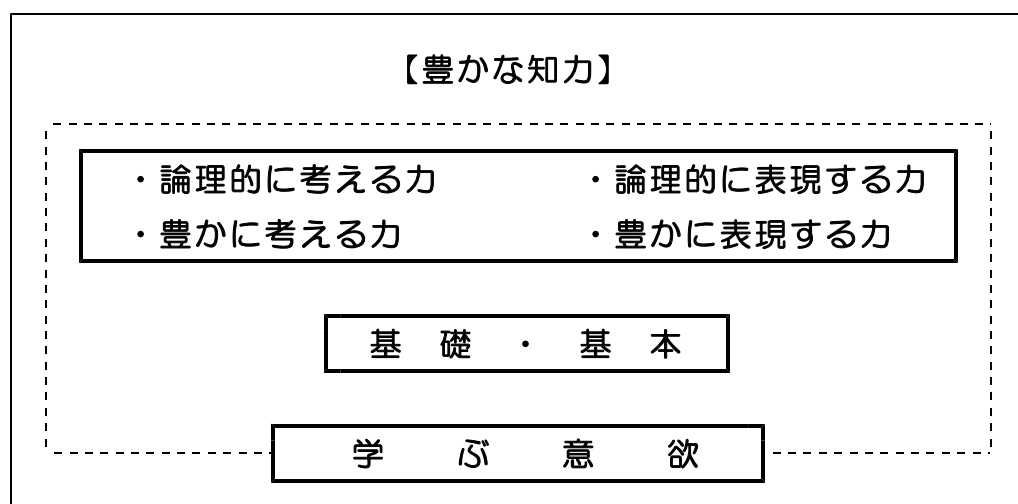 【豊かな知力】
・論理的に考える力 ・論理的に表現する力
・豊かに考える力 ・豊かに表現する力
基礎・基本
学ぶ意欲